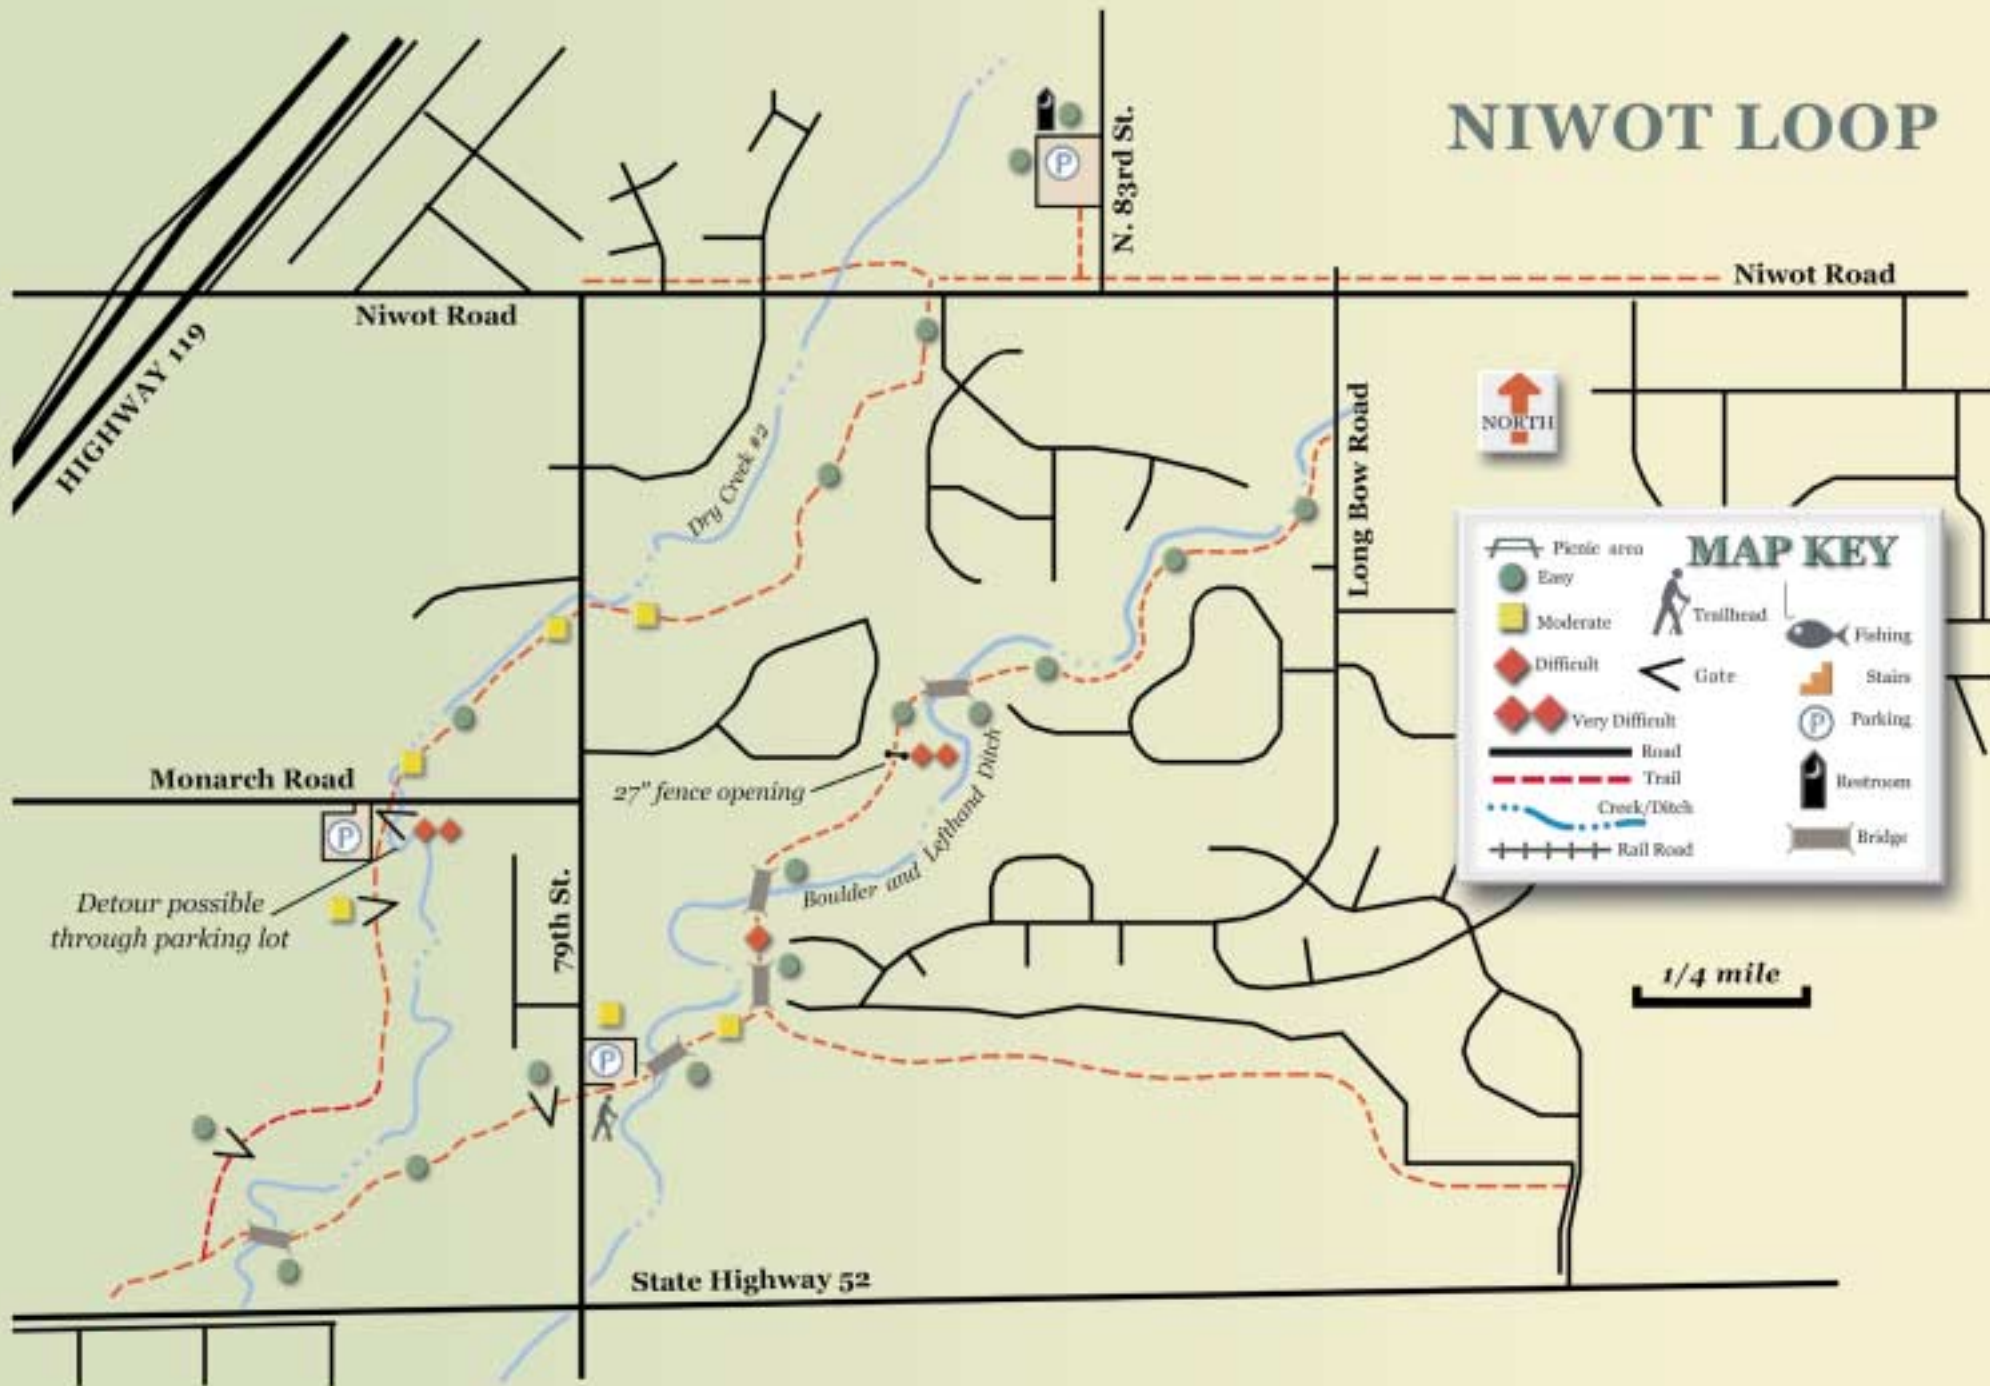 NIWOT LOOP
N. 83rd St.
P
Niwot Road
Niwot Road
HIGHWAY 119
NORTH
Dry Creek #2
Long Bow Road
MAP KEY
Picnic area
Easy
Moderate
Difficult
Very Difficult
Road
Trail
Creek/Ditch
Rail Road
Trailhead
Gate
Fishing
Stairs
P
Parking
Restroom
Bridge
Monarch Road
27" fence opening
P
Detour possible
through parking lot
Boulder and Lefthand Ditch
79th St.
1/4 mile
P
State Highway 52